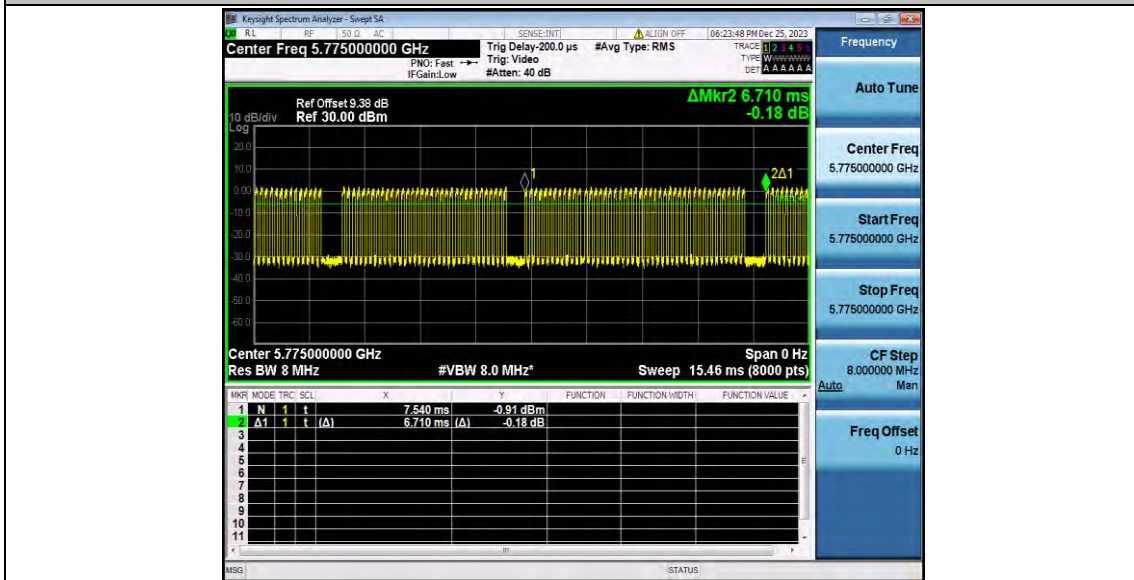 Keysight Spectrum Analyzer - Swept SA
RL RF 50 Ω AC SENSE:INT ALIGN OFF 06:23:48 PM Dec 25, 2023
Center Freq 5.775000000 GHz
PNO: Fast
IFGain:Low
Trig Delay-200.0 µs
Trig: Video
#Atten: 40 dB
#Avg Type: RMS
TRACE 1 2 3 4 5 6
TYPE WWWWWW
DET A A A A A A
ΔMkr2 6.710 ms
-0.18 dB
Ref Offset 9.38 dB
10 dB/div Ref 30.00 dBm
Log
20.0
10.0
0.00
-10.0
-20.0
-30.0
-40.0
-50.0
-60.0
1
2Δ1
Center 5.775000000 GHz Span 0 Hz
Res BW 8 MHz #VBW 8.0 MHz* Sweep 15.46 ms (8000 pts)
MKR MODE TRC SCL X Y FUNCTION FUNCTION WIDTH FUNCTION VALUE
1 N 1 t 7.540 ms -0.91 dBm
2 Δ1 1 t (Δ) 6.710 ms (Δ) -0.18 dB
3
4
5
6
7
8
9
10
11
MSG STATUS
Frequency
Auto Tune
Center Freq
5.775000000 GHz
Start Freq
5.775000000 GHz
Stop Freq
5.775000000 GHz
CF Step
8.000000 MHz
Auto Man
Freq Offset
0 Hz